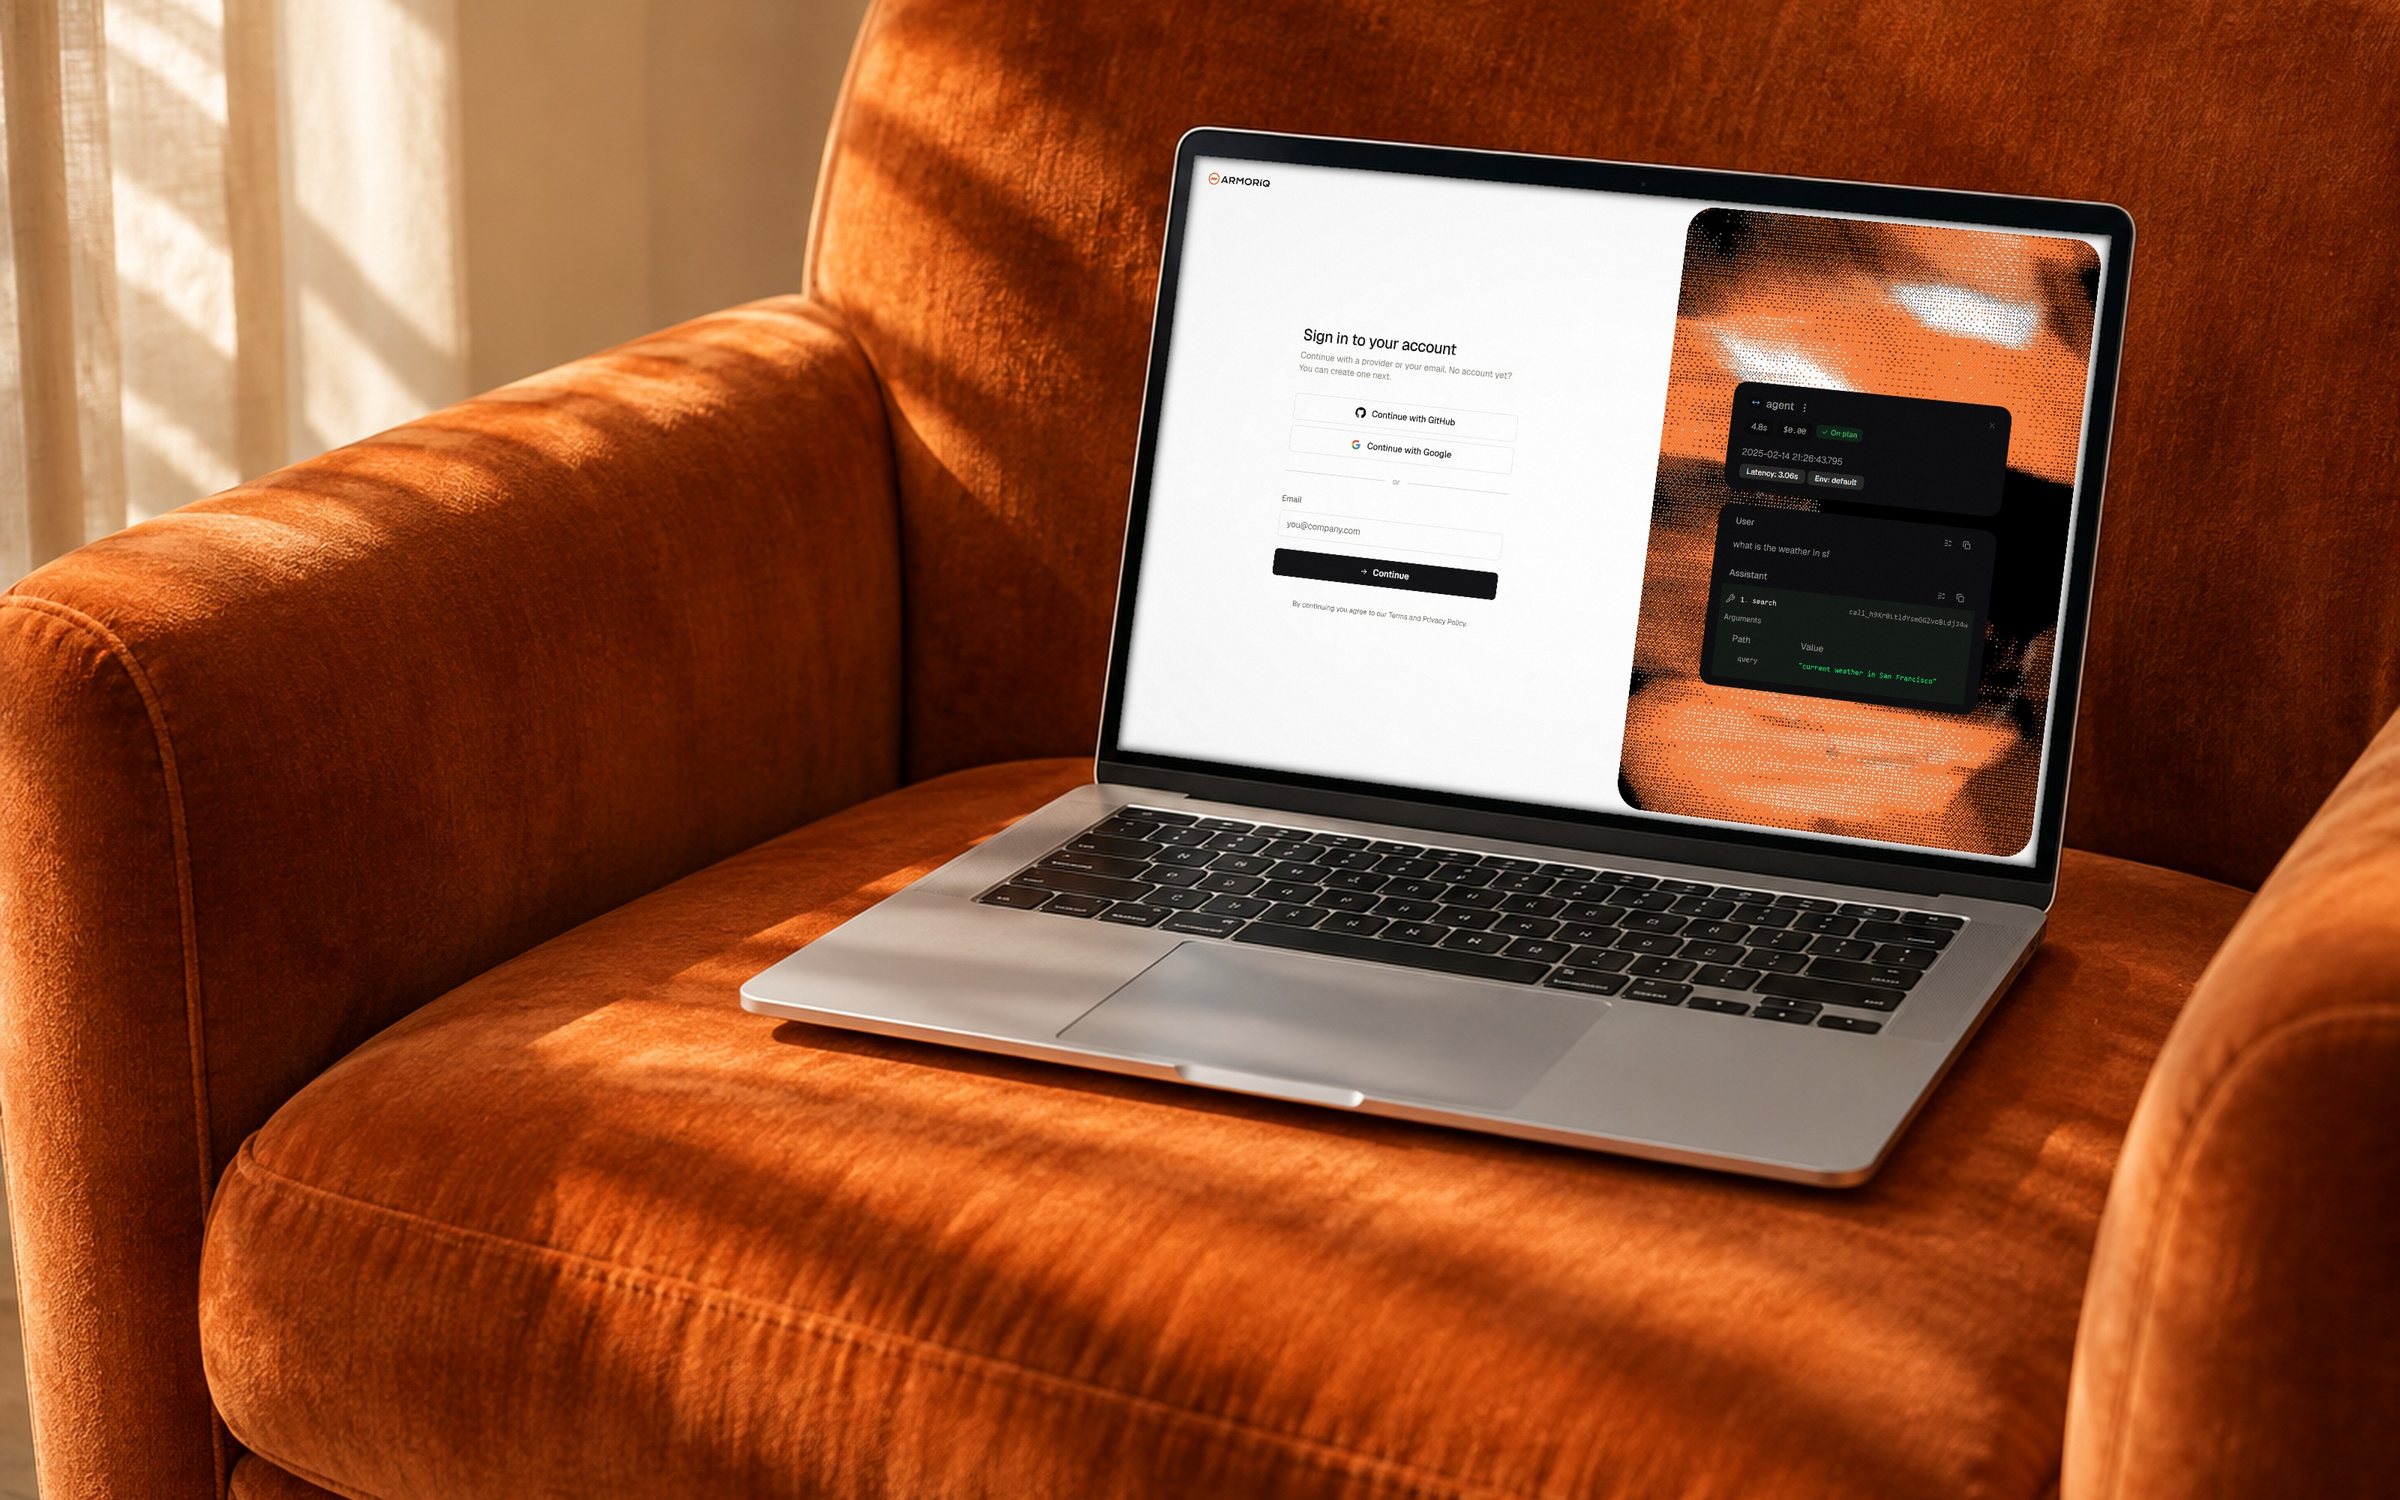 ARMORIQ
Sign in to your account
Continue with a provider or your email. No account yet?
You can create one next.
Continue with GitHub
Continue with Google
or
Email
you@company.com
→ Continue
By continuing you agree to our Terms and Privacy Policy.
agent
4.8s $0.00 ✓ On plan
2025-02-14 21:26:43.795
Latency: 3.06s Env: default
User
what is the weather in sf
Assistant
1. search
Arguments
Path Value
query "current weather in San Francisco"